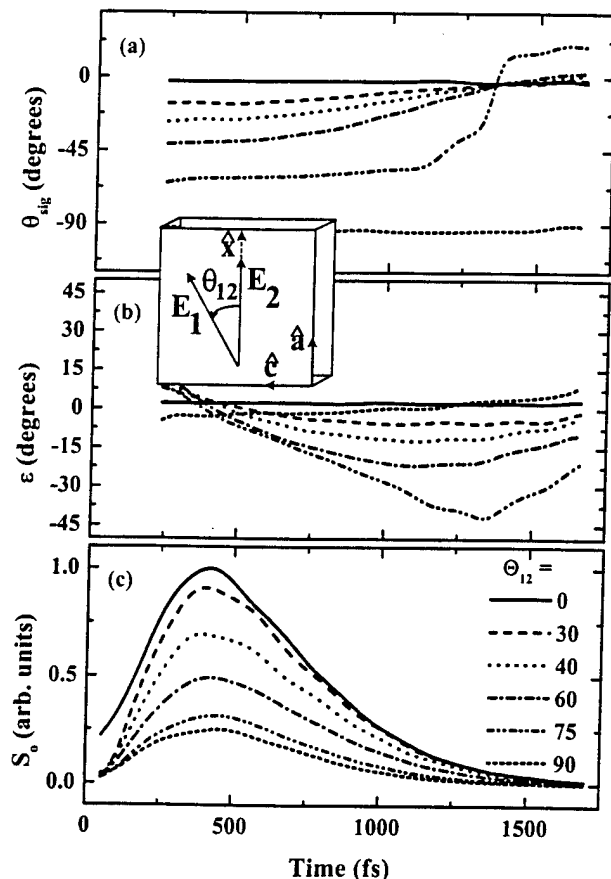 (a)
0
-45
-90
θsig (degrees)
x̂
θ12
E1
E2
â
ĉ
(b)
45
30
15
0
-15
-30
-45
ε (degrees)
(c)
1.0
0.5
0.0
So (arb. units)
Θ12 =
0
30
40
60
75
90
0
500
1000
1500
Time (fs)